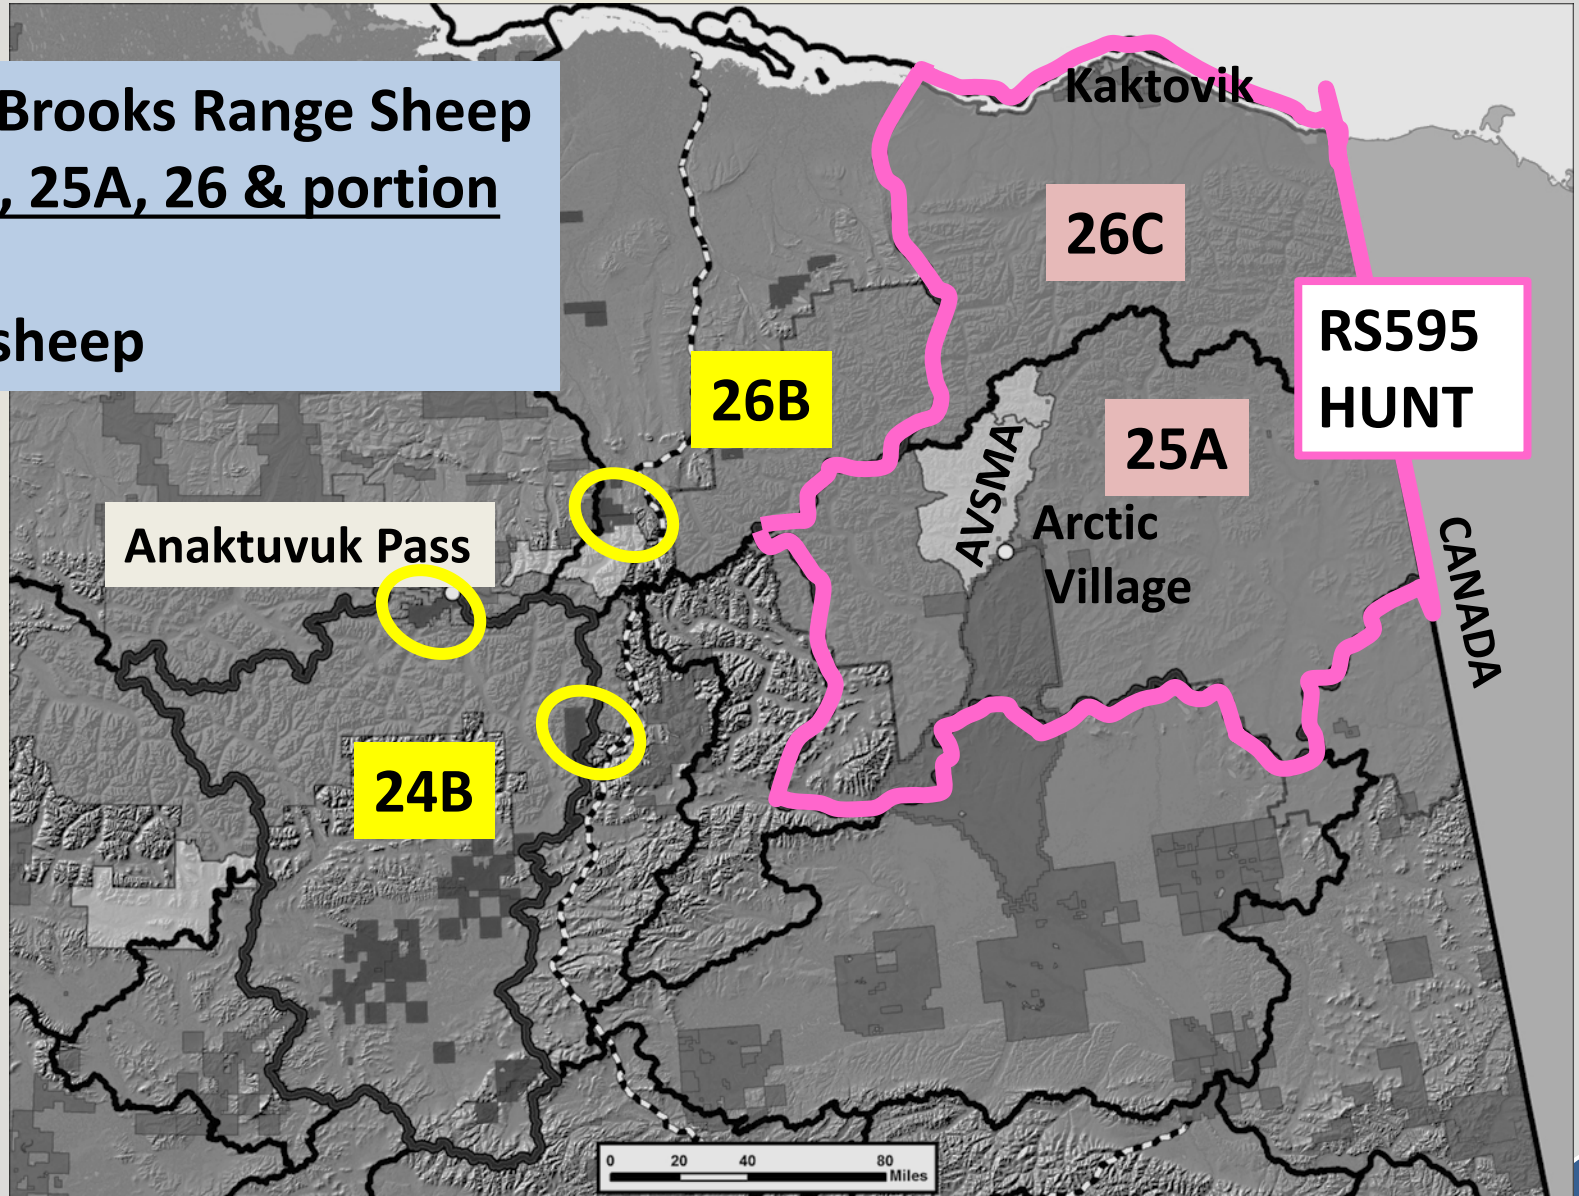 Brooks Range Sheep
, 25A, 26 & portion
sheep
Kaktovik
26C
RS595
HUNT
26B
25A
AVSMA
Arctic
Village
Anaktuvuk Pass
CANADA
24B
0 20 40 80
Miles